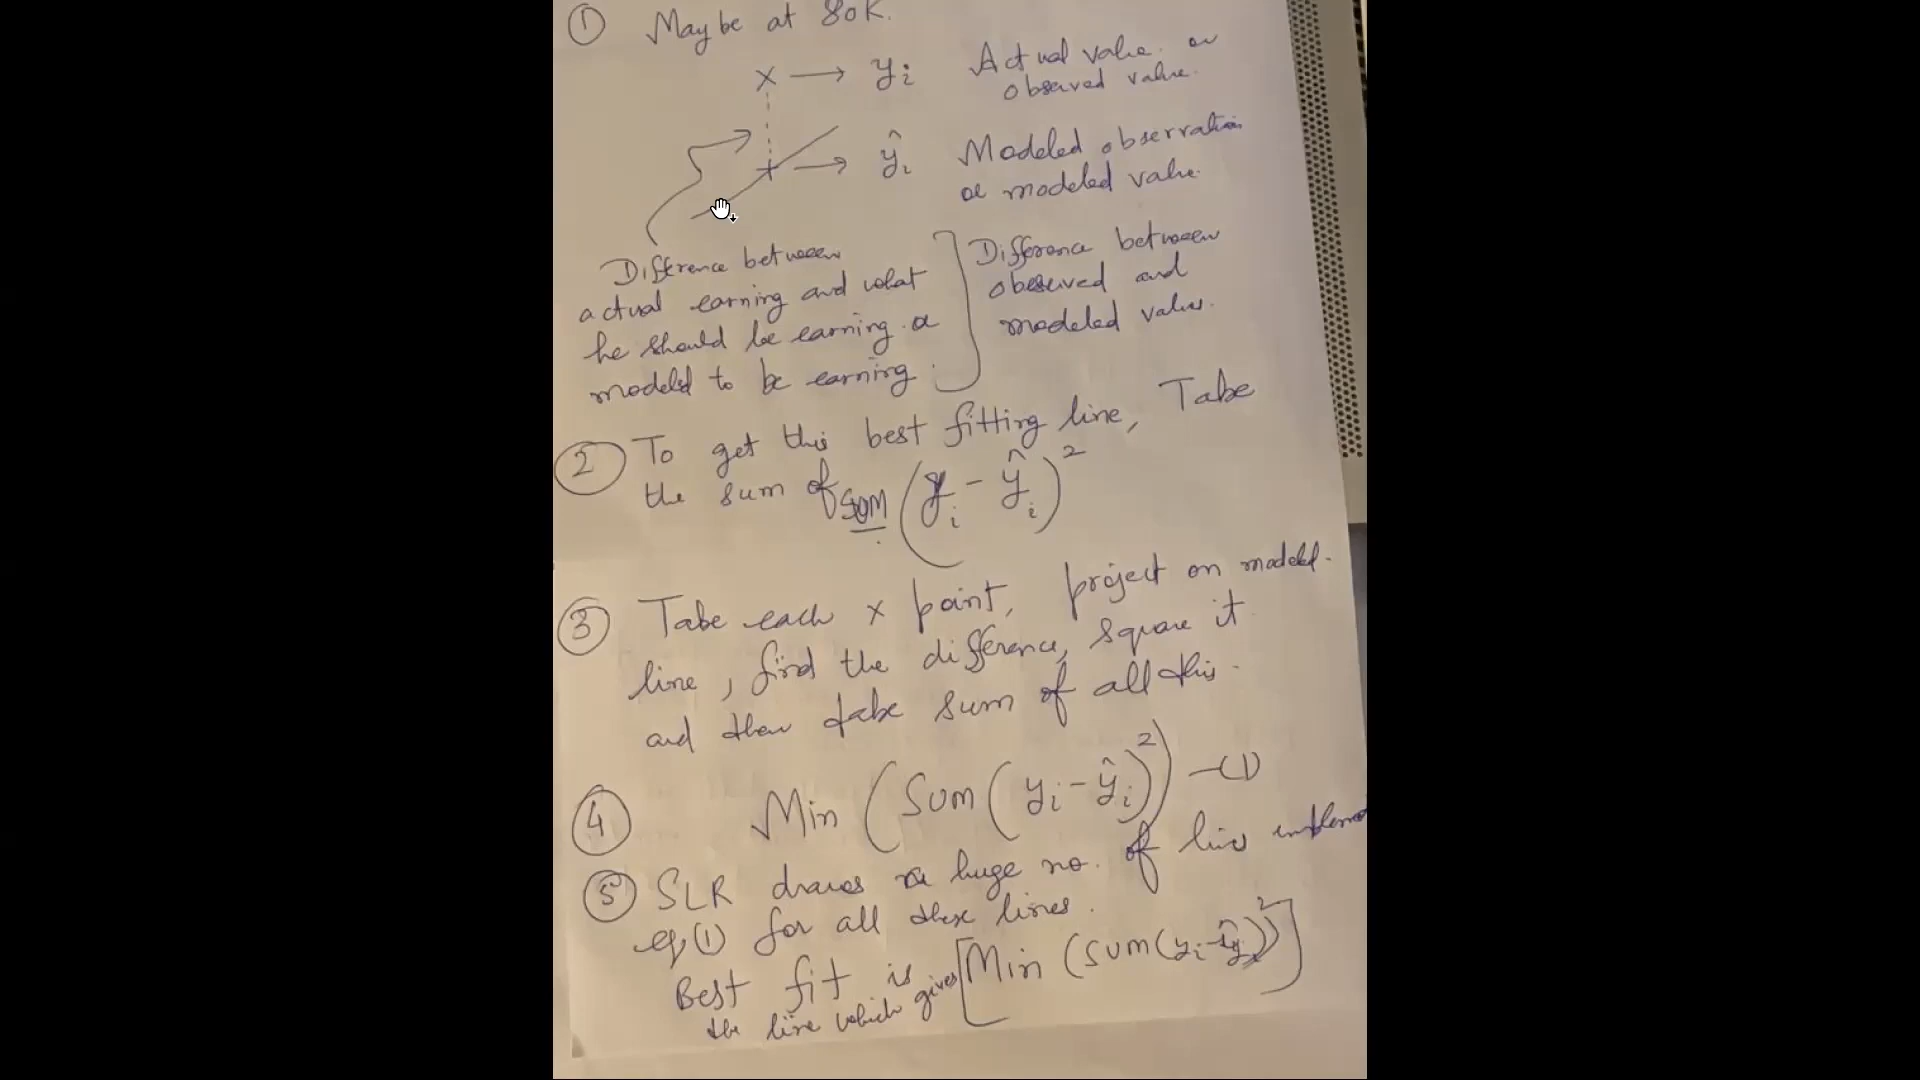 ① Maybe at 80K.
x → yi Actual value or
observed value.
ŷi Modeled observation
or modeled value.
Difference between
actual earning and what
he should be earning or
modeled to be earning.
Difference between
observed and
modeled value.
② To get this best fitting line, Take
the sum of SUM (yi - ŷi)²
③ Take each x point, project on modeled.
line, find the difference, square it
and then take sum of all this.
④ Min (Sum (yi - ŷi)²) -(1)
⑤ SLR draws a huge no. of line
eq (1) for all these lines.
Best fit is [Min (sum(yi-ŷi)²)]
the line which gives